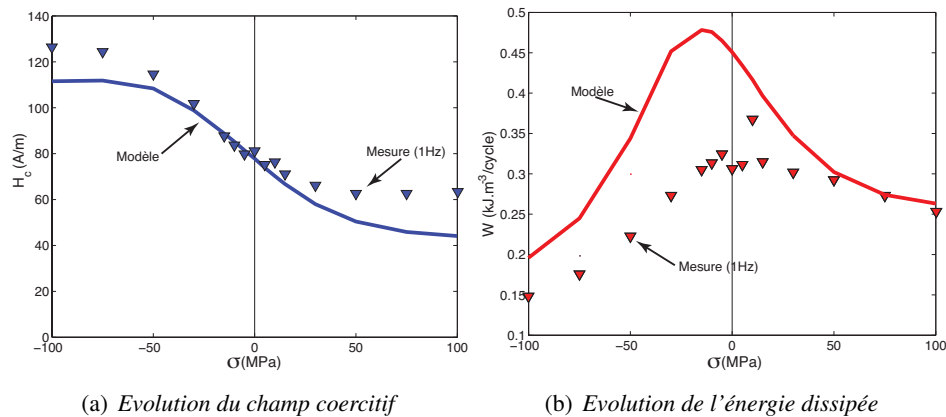 140
120
100
80
60
40
20
0
H_c (A/m)
Modèle
Mesure (1Hz)
−100
−50
0
50
100
σ(MPa)
(a) Evolution du champ coercitif
0.5
0.45
0.4
0.35
0.3
0.25
0.2
0.15
0.1
W (kJ.m⁻³/cycle)
Modèle
Mesure (1Hz)
−100
−50
0
50
100
σ(MPa)
(b) Evolution de l'énergie dissipée